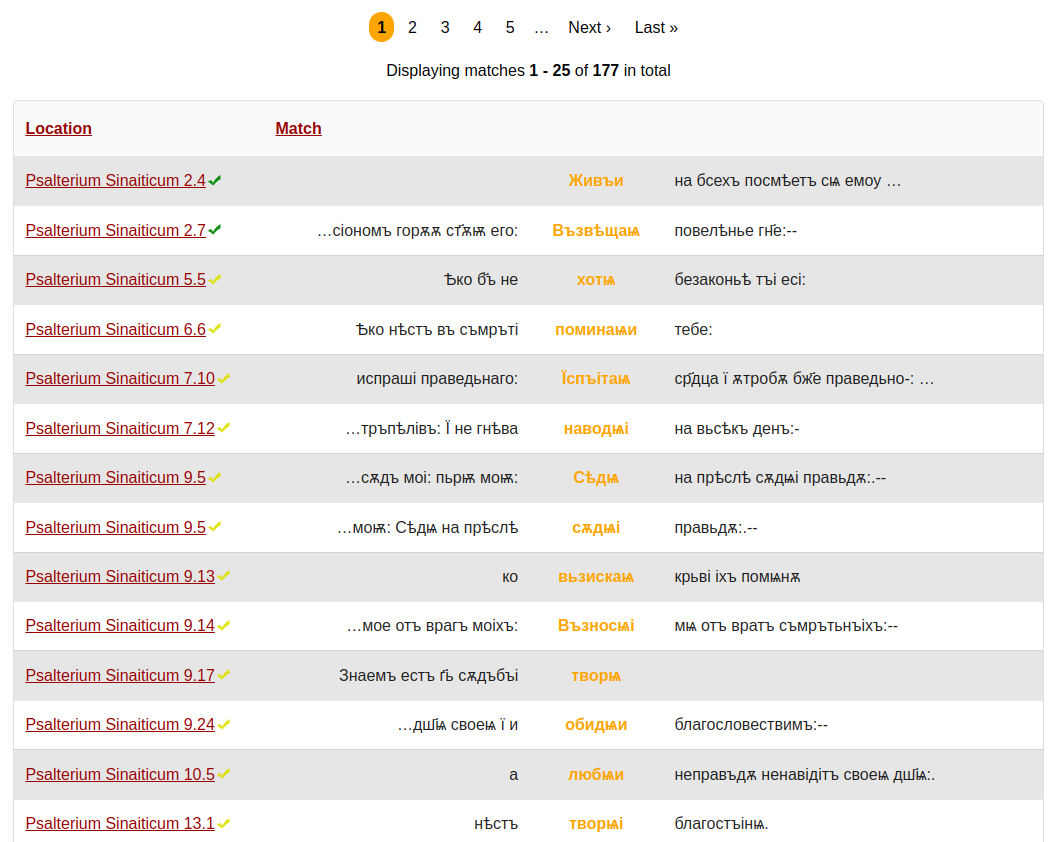 1 2 3 4 5 … Next › Last »
Displaying matches 1 - 25 of 177 in total
Location Match
Psalterium Sinaiticum 2.4 Живъи на бсехъ посмѣетъ сѩ емоу …
Psalterium Sinaiticum 2.7 …сіономъ горѫѫ ст҃ѫѭ его: Възвѣщаѩ повелѣнье гн҃е:--
Psalterium Sinaiticum 5.5 Ѣко б҃ъ не хотѩ безаконьѣ тъі есі:
Psalterium Sinaiticum 6.6 Ѣко нѣстъ въ съмръті поминаѩи тебе:
Psalterium Sinaiticum 7.10 испраші праведьнаго: Їспъітаѩ ср҃дца ї ѫтробѫ бж҃е праведьно-: …
Psalterium Sinaiticum 7.12 …тръпѣлівъ: Ї не гнѣва наводѩі на вьсѣкъ денъ:-
Psalterium Sinaiticum 9.5 …сѫдъ моі: пьрѭ моѭ: Сѣдѩ на прѣслѣ сѫдѩі правьдѫ:.--
Psalterium Sinaiticum 9.5 …моѭ: Сѣдѩ на прѣслѣ сѫдѩі правьдѫ:.--
Psalterium Sinaiticum 9.13 ко вьзискаѩ крьві іхъ помѩнѫ
Psalterium Sinaiticum 9.14 …мое отъ врагъ моіхъ: Възносѩі мѩ отъ вратъ съмрътьнъіхъ:--
Psalterium Sinaiticum 9.17 Знаемъ естъ г҃ь сѫдъбъі творѩ
Psalterium Sinaiticum 9.24 …дш҃ѩ своеѩ ї и обидѩи благословествимъ:--
Psalterium Sinaiticum 10.5 а любѩи неправъдѫ ненавідітъ своеѩ дш҃ѩ:.
Psalterium Sinaiticum 13.1 нѣстъ творѩі благостъінѩ.